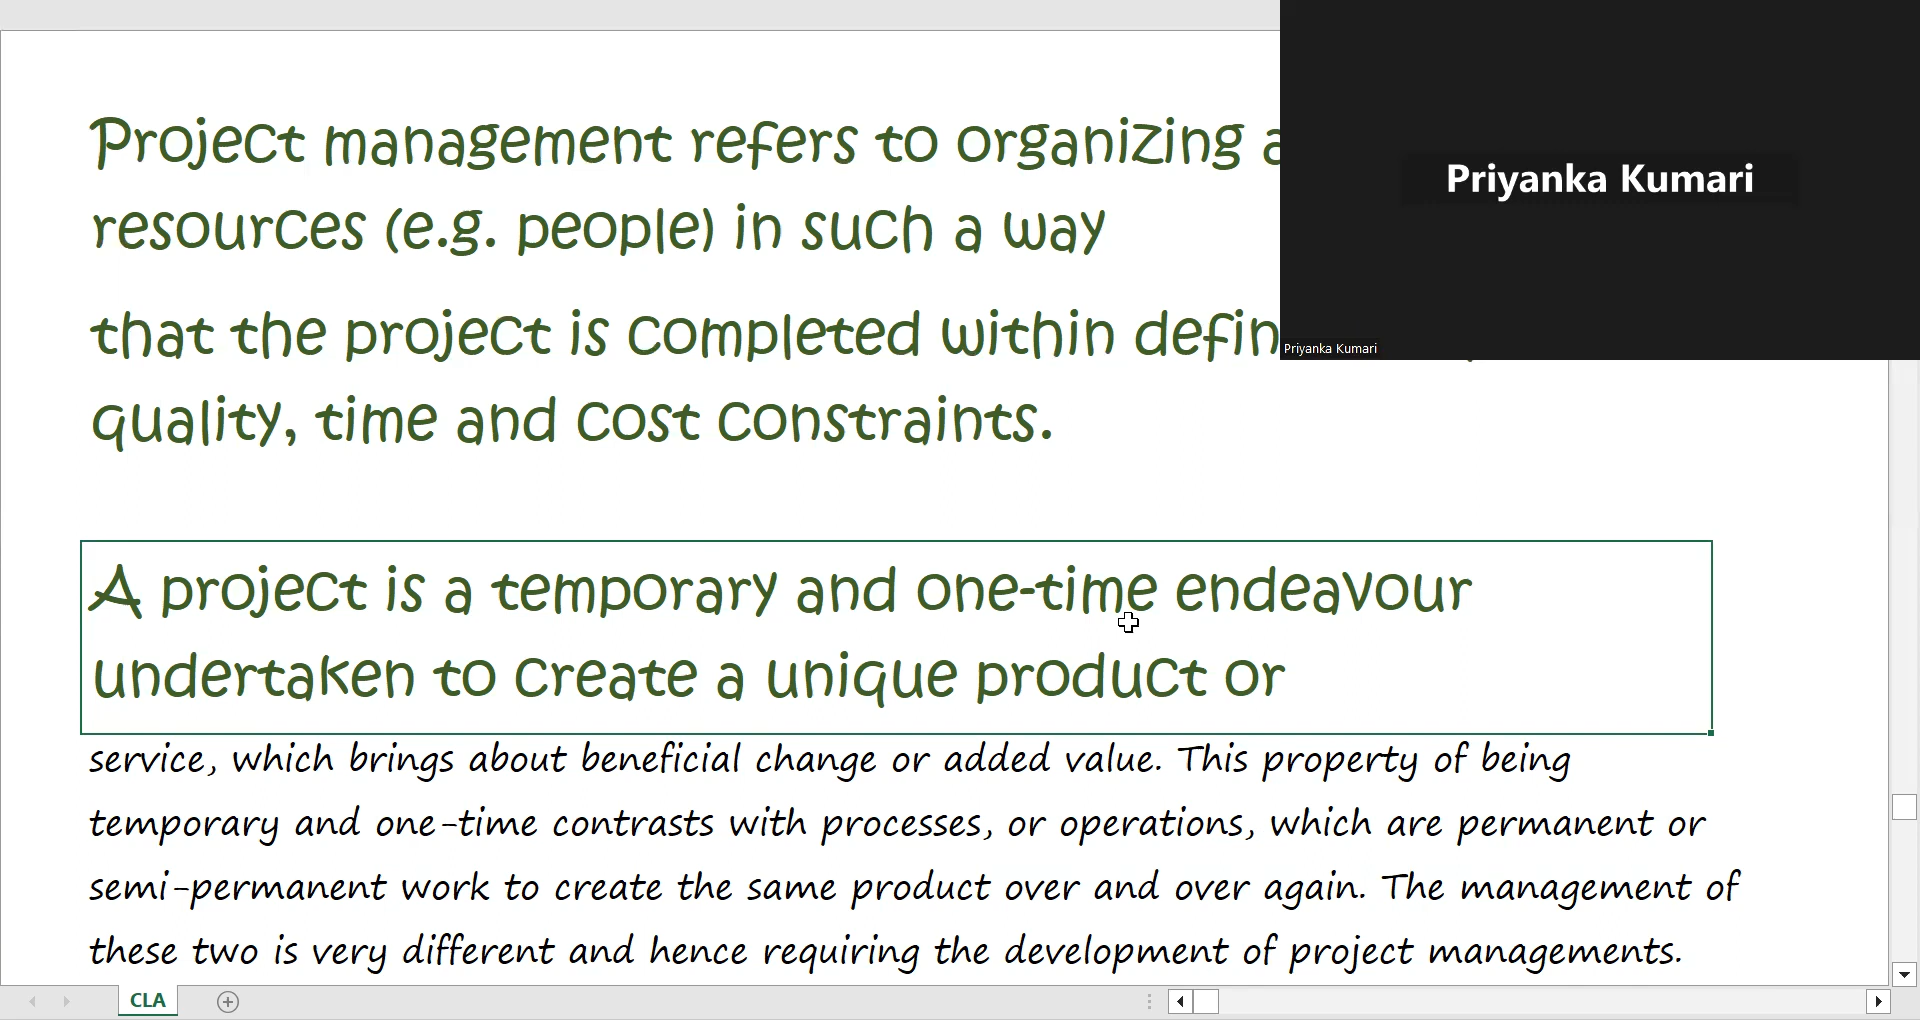 Project management refers to organizing
resources (e.g. people) in such a way
that the project is completed within
quality, time and cost constraints.
Priyanka Kumari
Priyanka Kumari
A project is a temporary and one-time endeavour
undertaken to create a unique product or
service, which brings about beneficial change or added value. This property of being
temporary and one-time contrasts with processes, or operations, which are permanent or
semi-permanent work to create the same product over and over again. The management of
these two is very different and hence requiring the development of project managements.
CLA